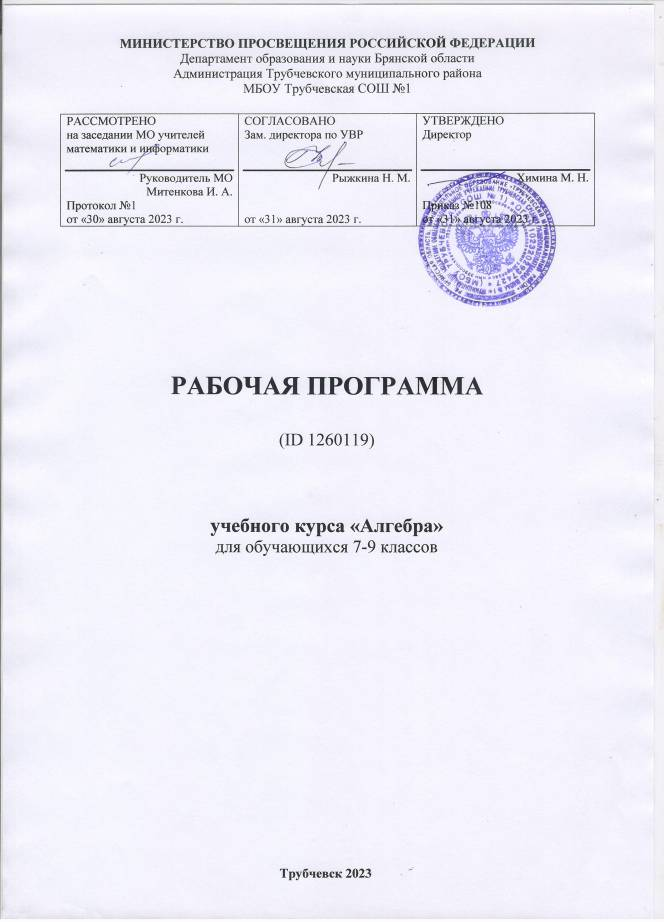 МИНИСТЕРСТВО ПРОСВЕЩЕНИЯ РОССИЙСКОЙ ФЕДЕРАЦИИ
Департамент образования и науки Брянской области
Администрация Трубчевского муниципального района
МБОУ Трубчевская СОШ №1
РАССМОТРЕНО
на заседании МО учителей
математики и информатики
Руководитель МО
Митенкова И. А.
Протокол №1
от «30» августа 2023 г.
СОГЛАСОВАНО
Зам. директора по УВР
Рыжкина Н. М.
от «31» августа 2023 г.
УТВЕРЖДЕНО
Директор
Химина М. Н.
Приказ №108
от «31» августа 2023 г.
РАБОЧАЯ ПРОГРАММА
(ID 1260119)
учебного курса «Алгебра»
для обучающихся 7-9 классов
Трубчевск 2023